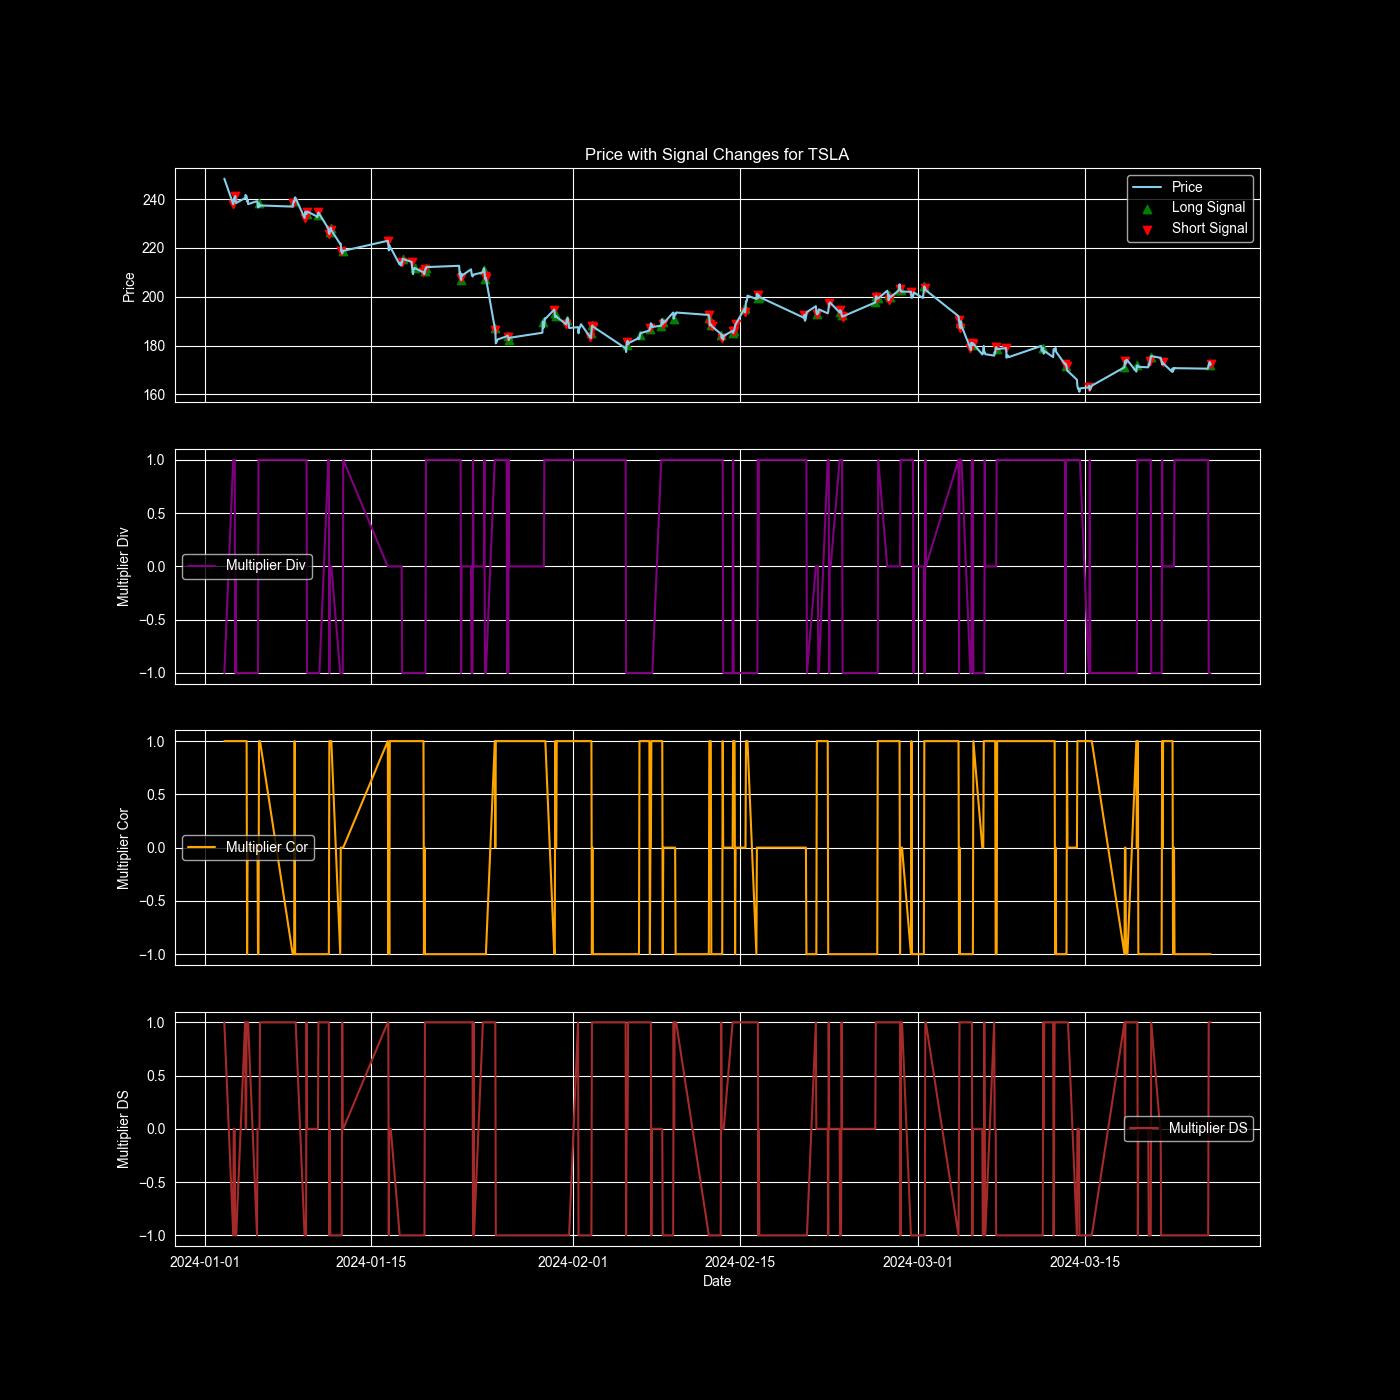 Price with Signal Changes for TSLA
Price
240
220
200
180
160
Price
Long Signal
Short Signal
Multiplier Div
1.0
0.5
0.0
−0.5
−1.0
Multiplier Div
Multiplier Cor
1.0
0.5
0.0
−0.5
−1.0
Multiplier Cor
Multiplier DS
1.0
0.5
0.0
−0.5
−1.0
Multiplier DS
2024-01-01 2024-01-15 2024-02-01 2024-02-15 2024-03-01 2024-03-15
Date